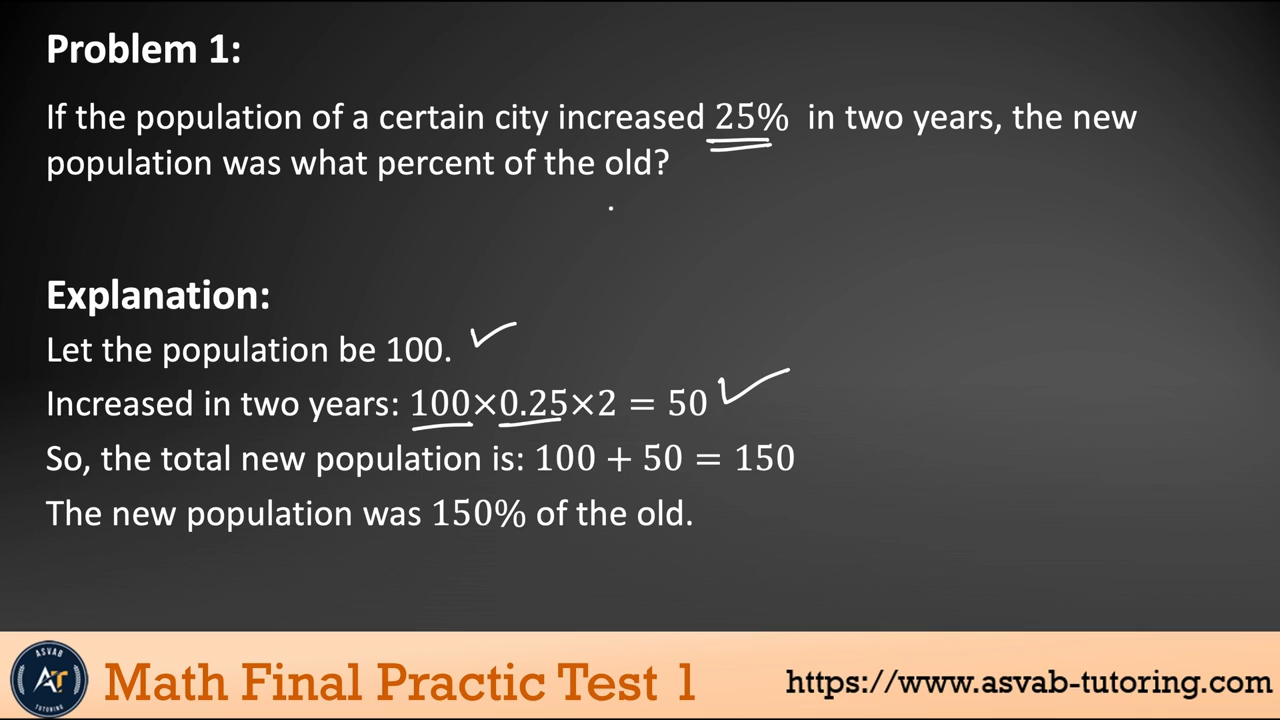 Problem 1:
If the population of a certain city increased 25% in two years, the new
population was what percent of the old?
Explanation:
Let the population be 100.
Increased in two years: 100×0.25×2 = 50
So, the total new population is: 100 + 50 = 150
The new population was 150% of the old.
ASVAB
AT
TUTORING
Math Final Practic Test 1
https://www.asvab-tutoring.com